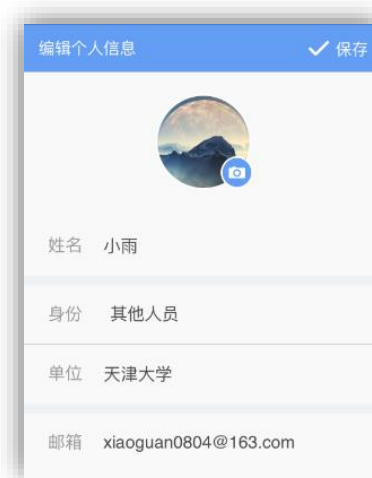 编辑个人信息 保存
姓名 小雨
身份 其他人员
单位 天津大学
邮箱 xiaoguan0804@163.com